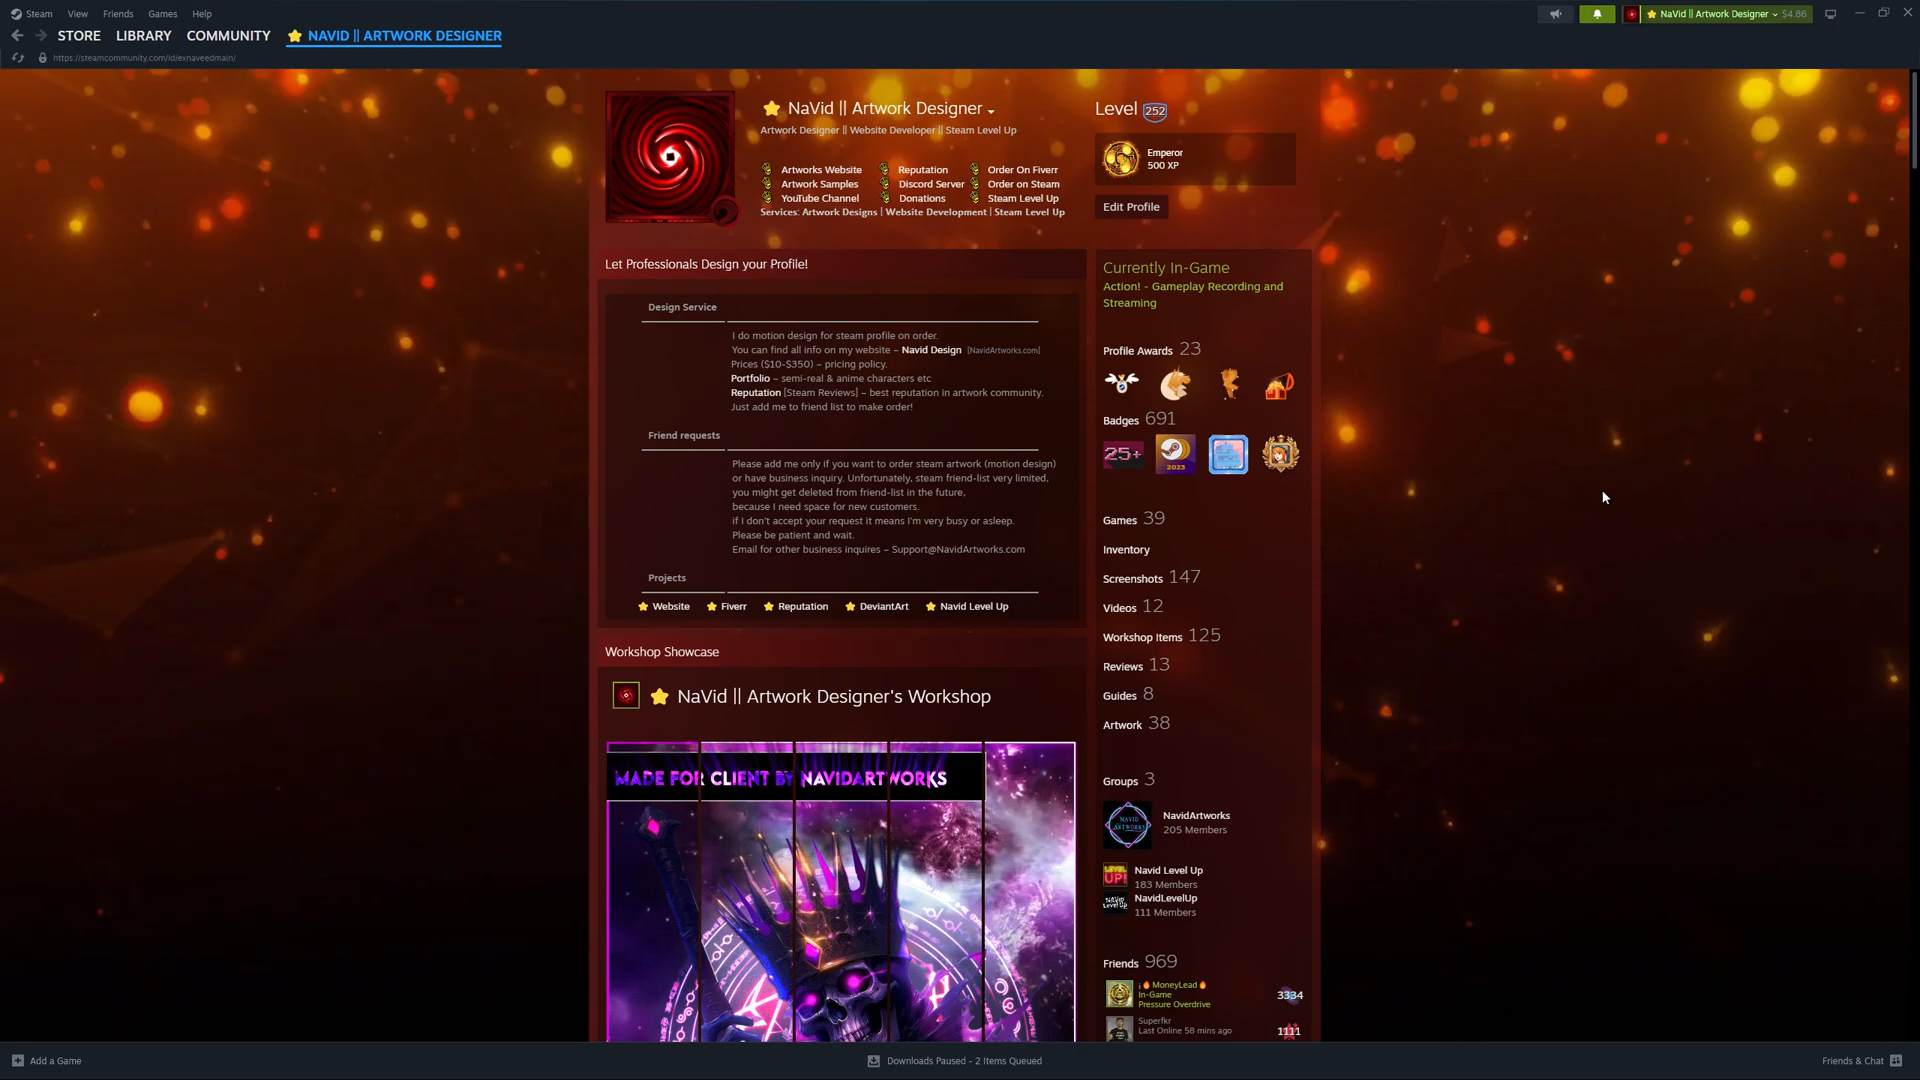 Steam View Friends Games Help
NaVid || Artwork Designer $4.86
STORE LIBRARY COMMUNITY NAVID || ARTWORK DESIGNER
https://steamcommunity.com/id/exnaveedmain/
NaVid || Artwork Designer
Artwork Designer || Website Developer || Steam Level Up
Artworks Website Reputation Order On Fiverr
Artwork Samples Discord Server Order on Steam
YouTube Channel Donations Steam Level Up
Services: Artwork Designs | Website Development | Steam Level Up
Level 252
Emperor
500 XP
Edit Profile
Let Professionals Design your Profile!
Design Service
I do motion design for steam profile on order.
You can find all info on my website – Navid Design [NavidArtworks.com]
Prices ($10-$350) – pricing policy.
Portfolio – semi-real & anime characters etc
Reputation [Steam Reviews] – best reputation in artwork community.
Just add me to friend list to make order!
Friend requests
Please add me only if you want to order steam artwork (motion design)
or have business inquiry. Unfortunately, steam friend-list very limited,
you might get deleted from friend-list in the future,
because I need space for new customers.
if I don't accept your request it means I'm very busy or asleep.
Please be patient and wait.
Email for other business inquires – Support@NavidArtworks.com
Projects
Website Fiverr Reputation DeviantArt Navid Level Up
Workshop Showcase
NaVid || Artwork Designer's Workshop
MADE FOR CLIENT BY NAVIDARTWORKS
Currently In-Game
Action! - Gameplay Recording and
Streaming
Profile Awards 23
Badges 691
25+
2023
Games 39
Inventory
Screenshots 147
Videos 12
Workshop Items 125
Reviews 13
Guides 8
Artwork 38
Groups 3
NAVID
ARTWORKS
NavidArtworks
205 Members
LEVEL
UP!
Navid Level Up
183 Members
NavidLevelUp
111 Members
Friends 969
MoneyLead
In-Game
Pressure Overdrive
3334
Superfkr
Last Online 58 mins ago
1111
Add a Game
Downloads Paused - 2 Items Queued
Friends & Chat